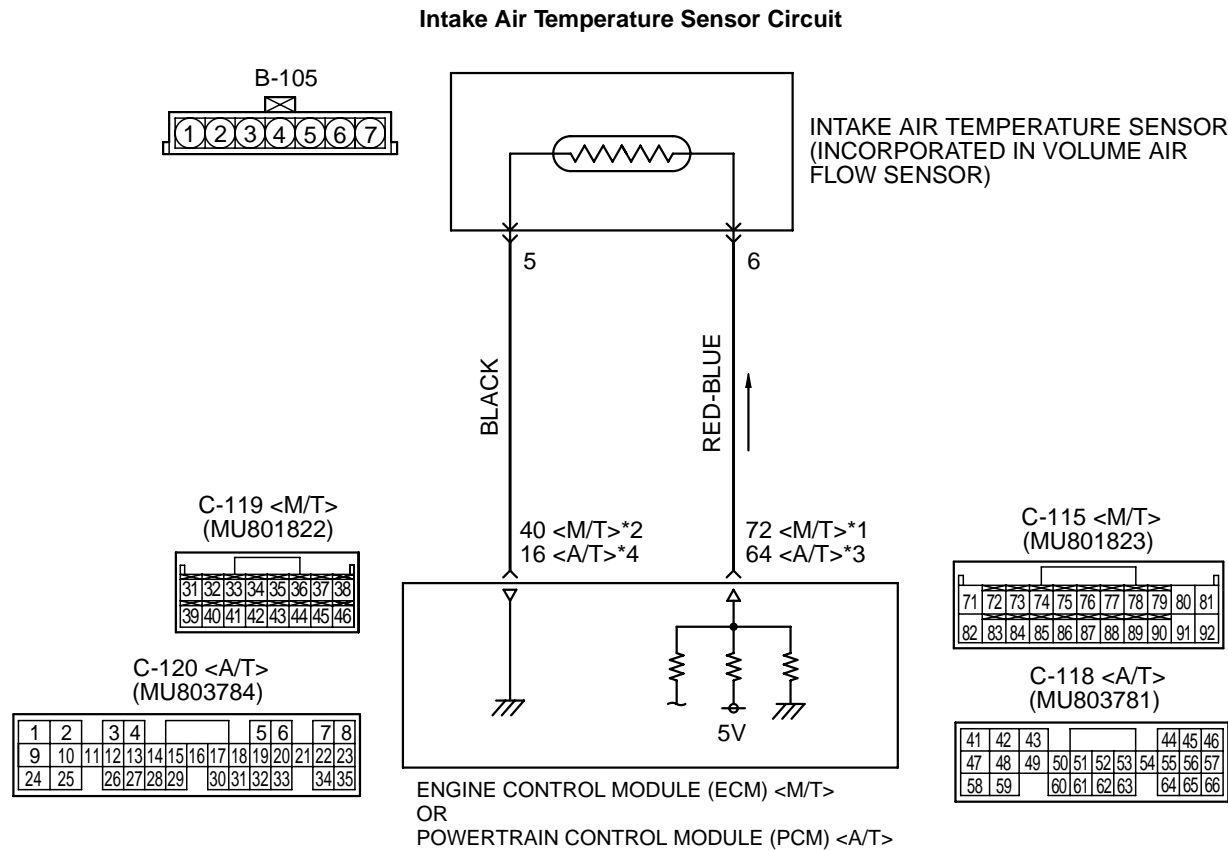 Intake Air Temperature Sensor Circuit
B-105
1 2 3 4 5 6 7
INTAKE AIR TEMPERATURE SENSOR
(INCORPORATED IN VOLUME AIR
FLOW SENSOR)
5
6
BLACK
RED-BLUE
40 <M/T>*2
16 <A/T>*4
72 <M/T>*1
64 <A/T>*3
C-119 <M/T>
(MU801822)
31 32 33 34 35 36 37 38
39 40 41 42 43 44 45 46
C-120 <A/T>
(MU803784)
1 2 3 4 5 6 7 8
9 10 11 12 13 14 15 16 17 18 19 20 21 22 23
24 25 26 27 28 29 30 31 32 33 34 35
5V
C-115 <M/T>
(MU801823)
71 72 73 74 75 76 77 78 79 80 81
82 83 84 85 86 87 88 89 90 91 92
C-118 <A/T>
(MU803781)
41 42 43 44 45 46
47 48 49 50 51 52 53 54 55 56 57
58 59 60 61 62 63 64 65 66
ENGINE CONTROL MODULE (ECM) <M/T>
OR
POWERTRAIN CONTROL MODULE (PCM) <A/T>